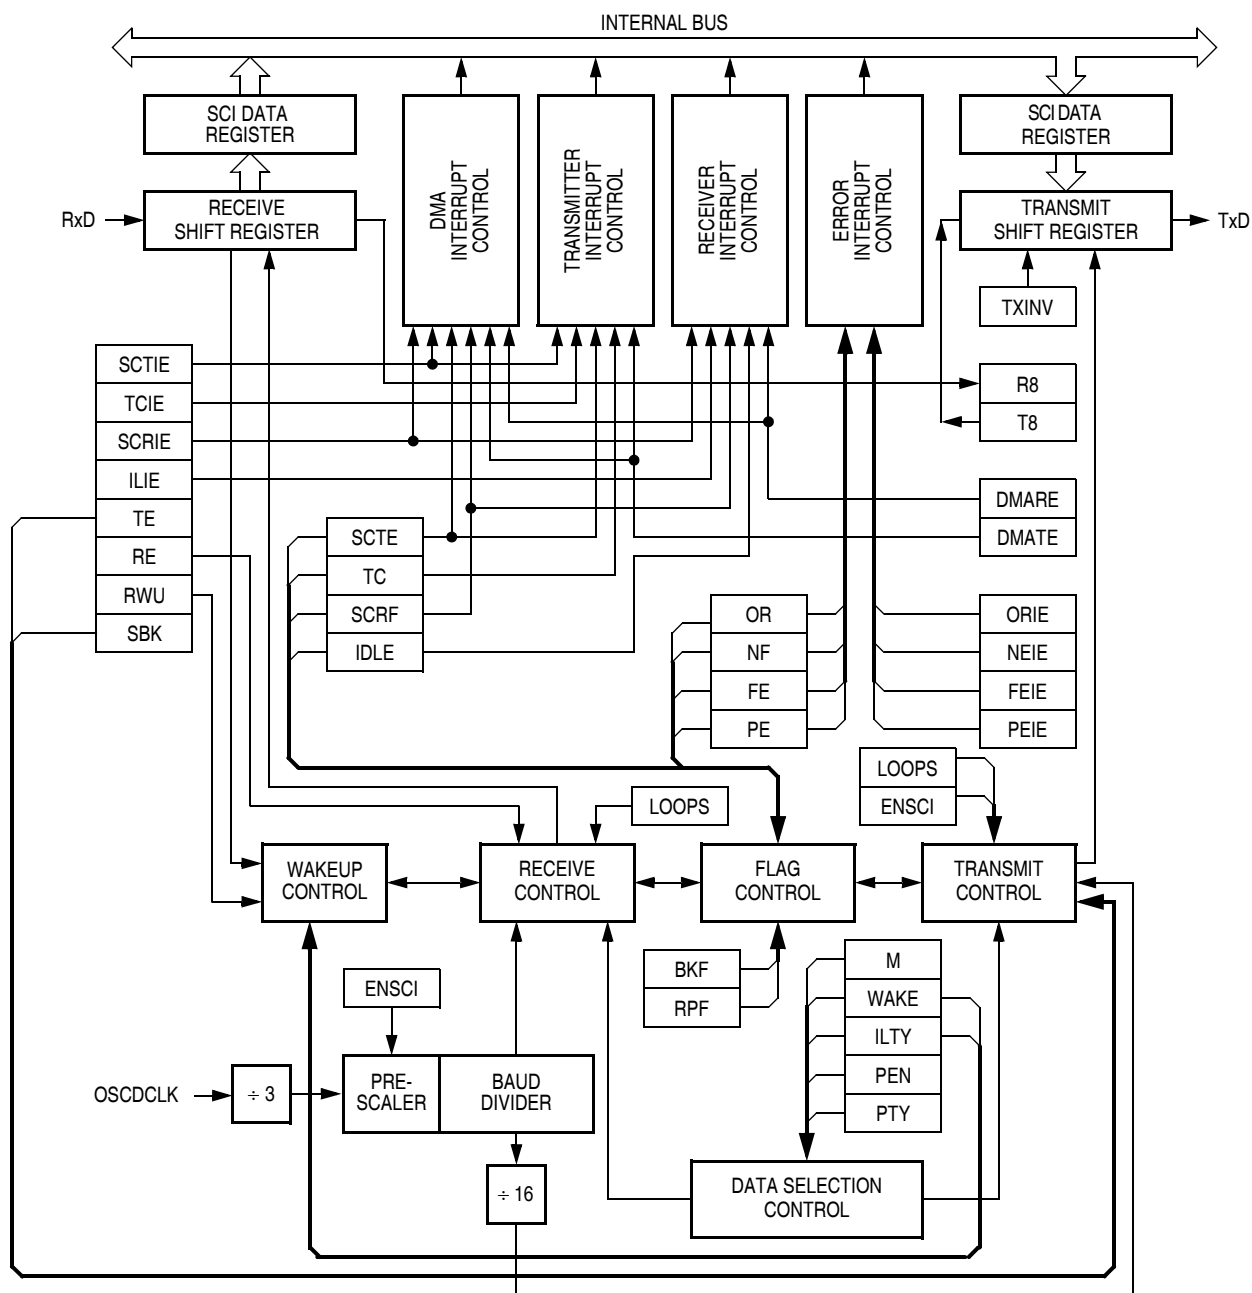 INTERNAL BUS
SCI DATA
REGISTER
SCI DATA
REGISTER
DMA
INTERRUPT
CONTROL
TRANSMITTER
INTERRUPT
CONTROL
RECEIVER
INTERRUPT
CONTROL
ERROR
INTERRUPT
CONTROL
RxD
RECEIVE
SHIFT REGISTER
TRANSMIT
SHIFT REGISTER
TxD
TXINV
SCTIE
TCIE
SCRIE
ILIE
TE
RE
RWU
SBK
R8
T8
DMARE
DMATE
SCTE
TC
SCRF
IDLE
OR
NF
FE
PE
ORIE
NEIE
FEIE
PEIE
LOOPS
ENSCI
LOOPS
WAKEUP
CONTROL
RECEIVE
CONTROL
FLAG
CONTROL
TRANSMIT
CONTROL
BKF
RPF
M
WAKE
ILTY
PEN
PTY
ENSCI
OSCDCLK
÷ 3
PRE-
SCALER
BAUD
DIVIDER
÷ 16
DATA SELECTION
CONTROL